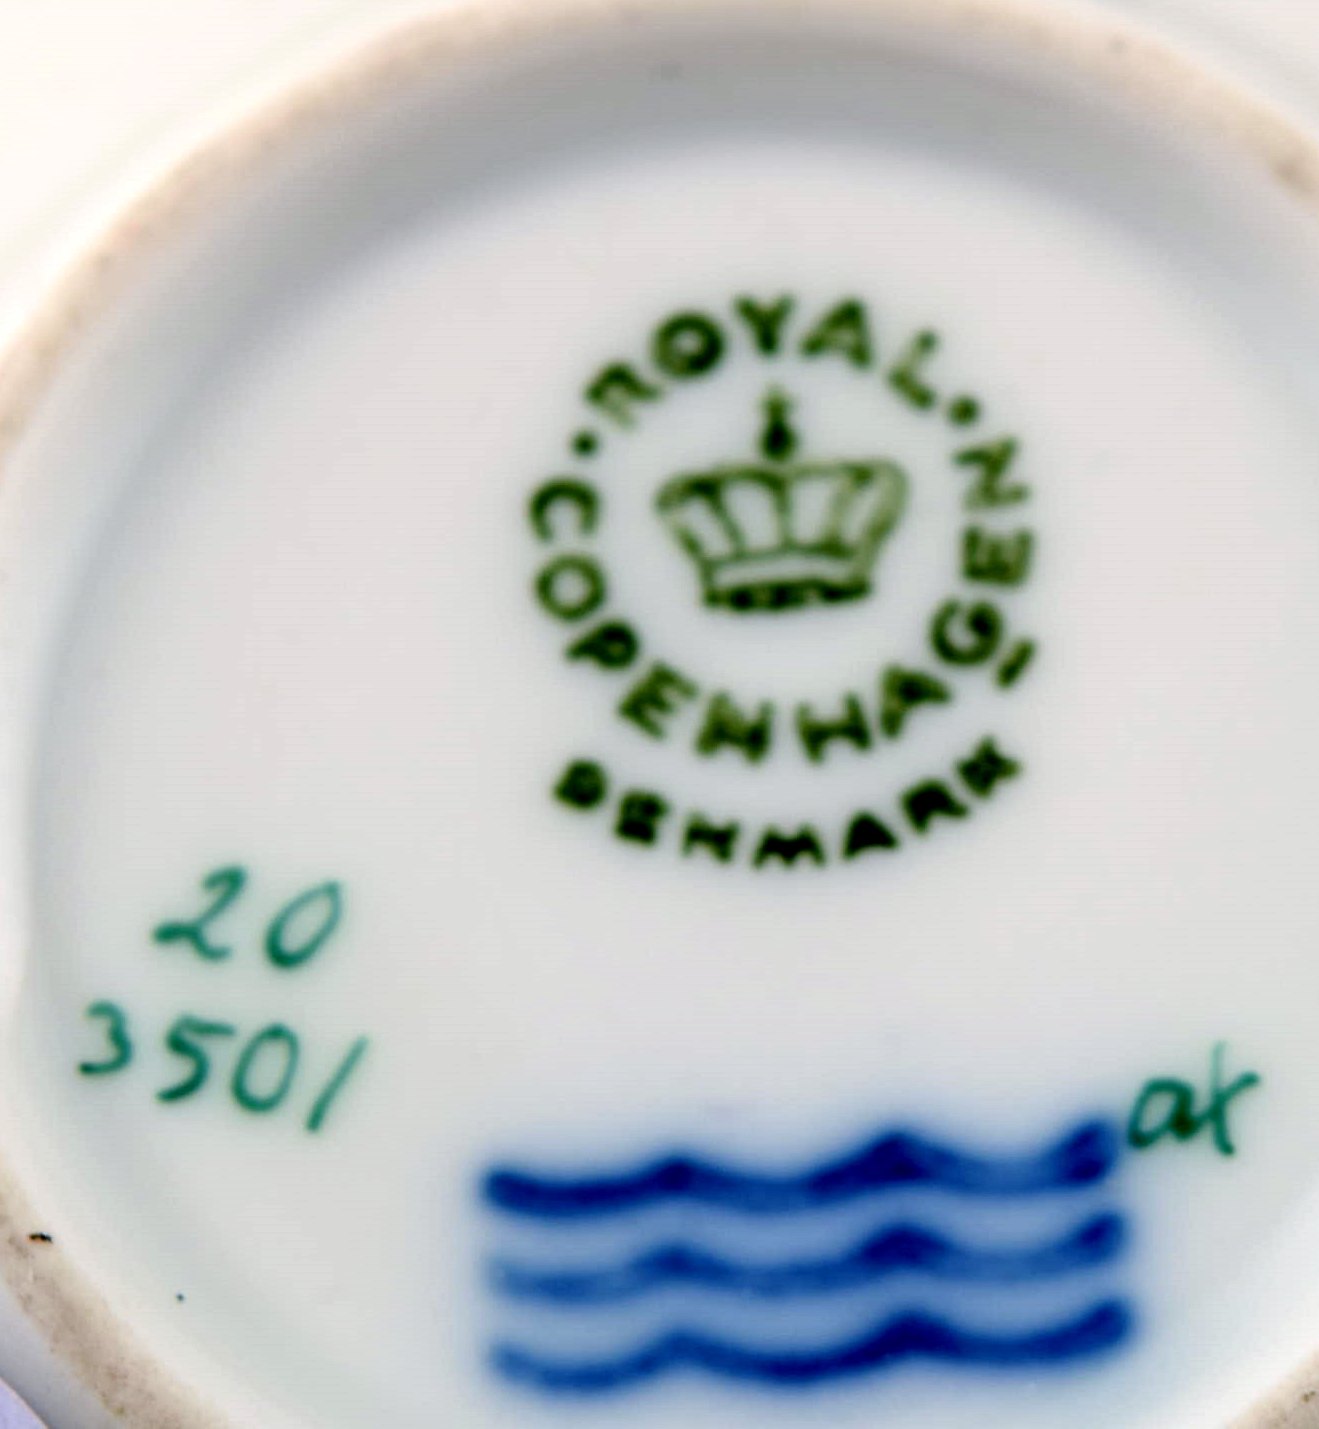 · ROYAL · COPENHAGEN
DENMARK
20
3501
ak